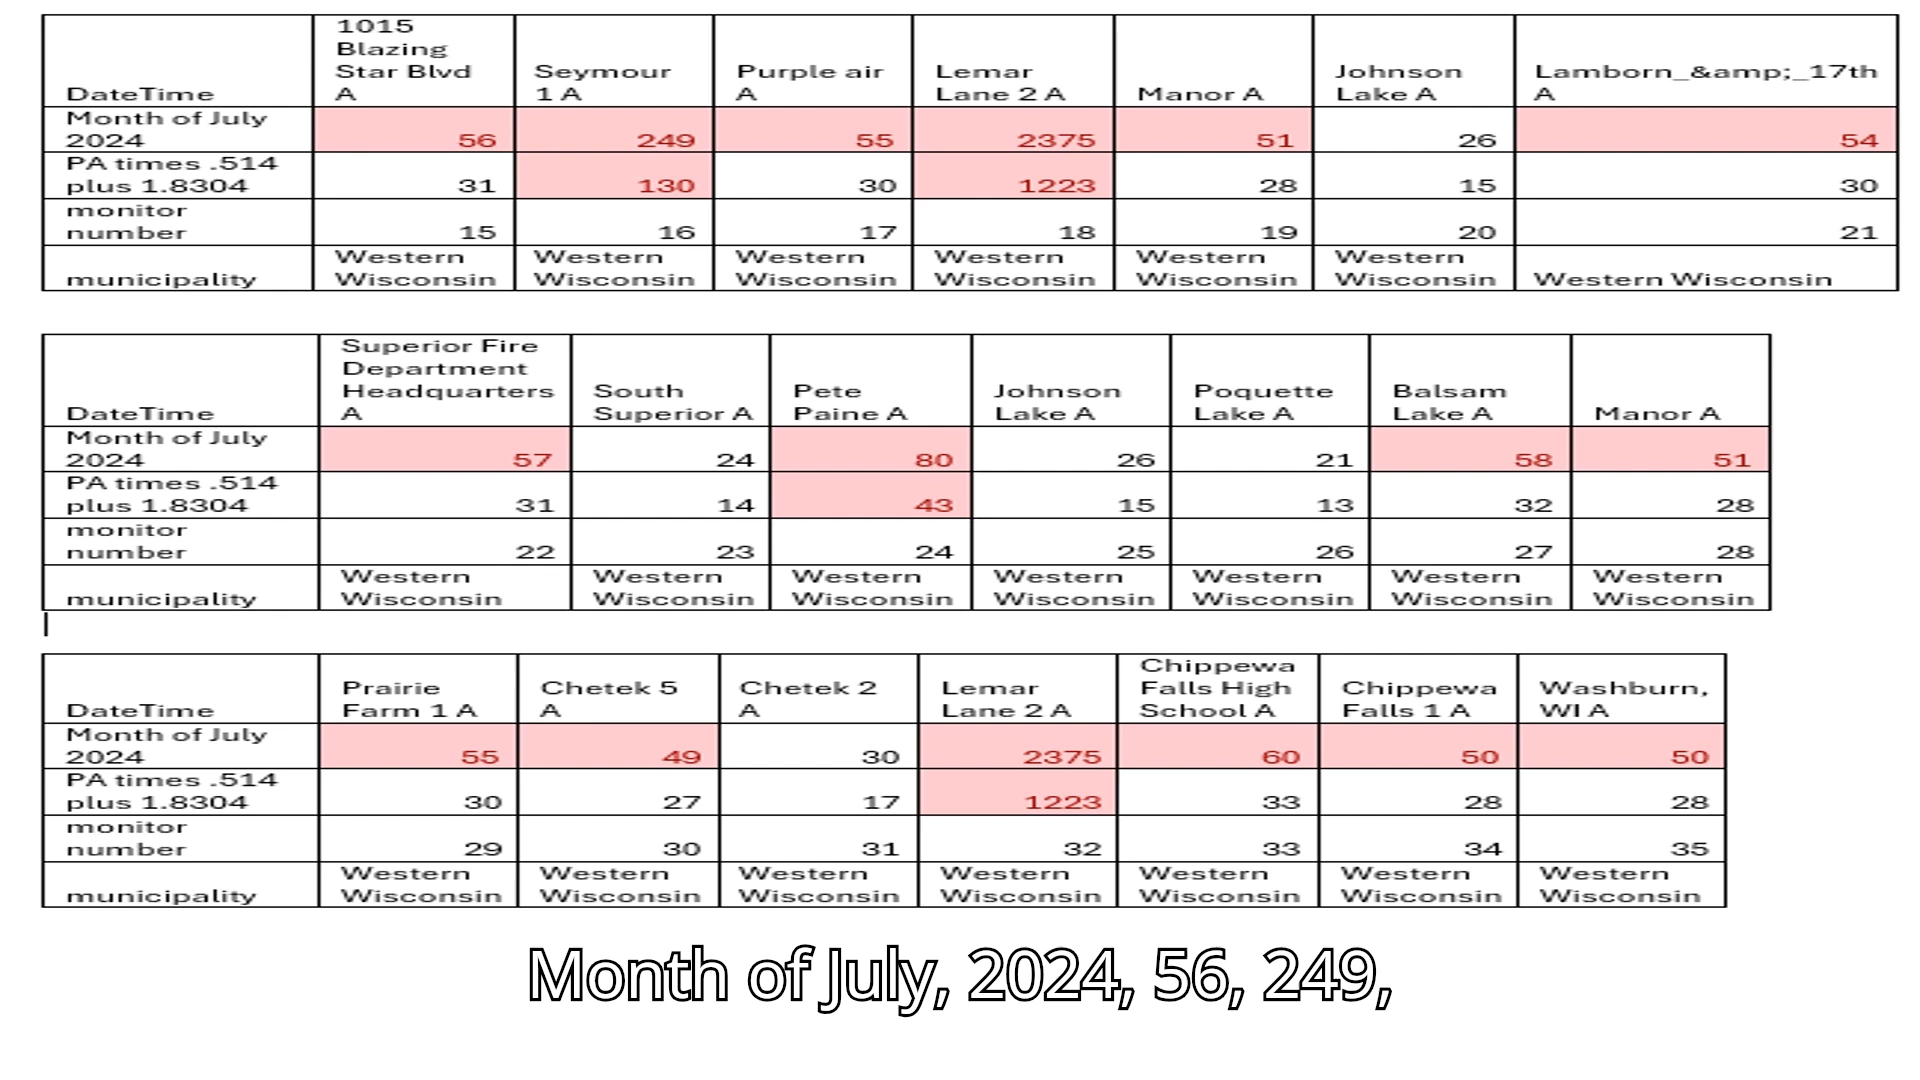 DateTime 1015 Blazing Star Blvd A Seymour 1 A Purple air A Lemar Lane 2 A Manor A Johnson Lake A Lamborn_&amp;_17th A
Month of July 2024 56 249 55 2375 51 26 54
PA times .514 plus 1.8304 31 130 30 1223 28 15 30
monitor number 15 16 17 18 19 20 21
municipality Western Wisconsin Western Wisconsin Western Wisconsin Western Wisconsin Western Wisconsin Western Wisconsin Western Wisconsin
DateTime Superior Fire Department Headquarters A South Superior A Pete Paine A Johnson Lake A Poquette Lake A Balsam Lake A Manor A
Month of July 2024 57 24 80 26 21 58 51
PA times .514 plus 1.8304 31 14 43 15 13 32 28
monitor number 22 23 24 25 26 27 28
municipality Western Wisconsin Western Wisconsin Western Wisconsin Western Wisconsin Western Wisconsin Western Wisconsin Western Wisconsin
DateTime Prairie Farm 1 A Chetek 5 A Chetek 2 A Lemar Lane 2 A Chippewa Falls High School A Chippewa Falls 1 A Washburn, WI A
Month of July 2024 55 49 30 2375 60 50 50
PA times .514 plus 1.8304 30 27 17 1223 33 28 28
monitor number 29 30 31 32 33 34 35
municipality Western Wisconsin Western Wisconsin Western Wisconsin Western Wisconsin Western Wisconsin Western Wisconsin Western Wisconsin
Month of July, 2024, 56, 249,